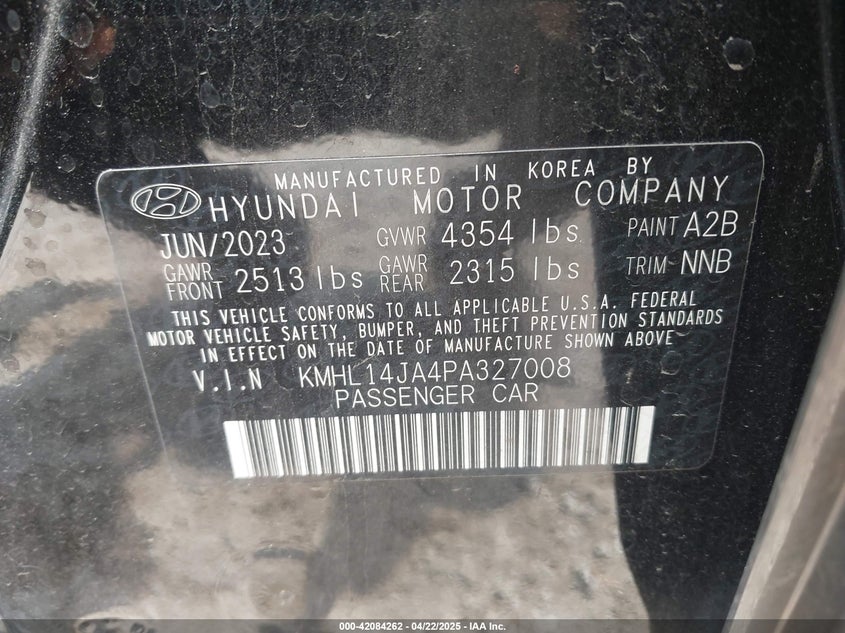 MANUFACTURED IN KOREA BY
HYUNDAI MOTOR COMPANY
JUN/2023 GVWR 4354 lbs PAINT A2B
GAWR FRONT 2513 lbs GAWR REAR 2315 lbs TRIM NNB
THIS VEHICLE CONFORMS TO ALL APPLICABLE U.S.A. FEDERAL
MOTOR VEHICLE SAFETY, BUMPER, AND THEFT PREVENTION STANDARDS
IN EFFECT ON THE DATE OF MANUFACTURE SHOWN ABOVE
V.I.N KMHL14JA4PA327008
PASSENGER CAR
000-42084262 - 04/22/2025 - IAA Inc.